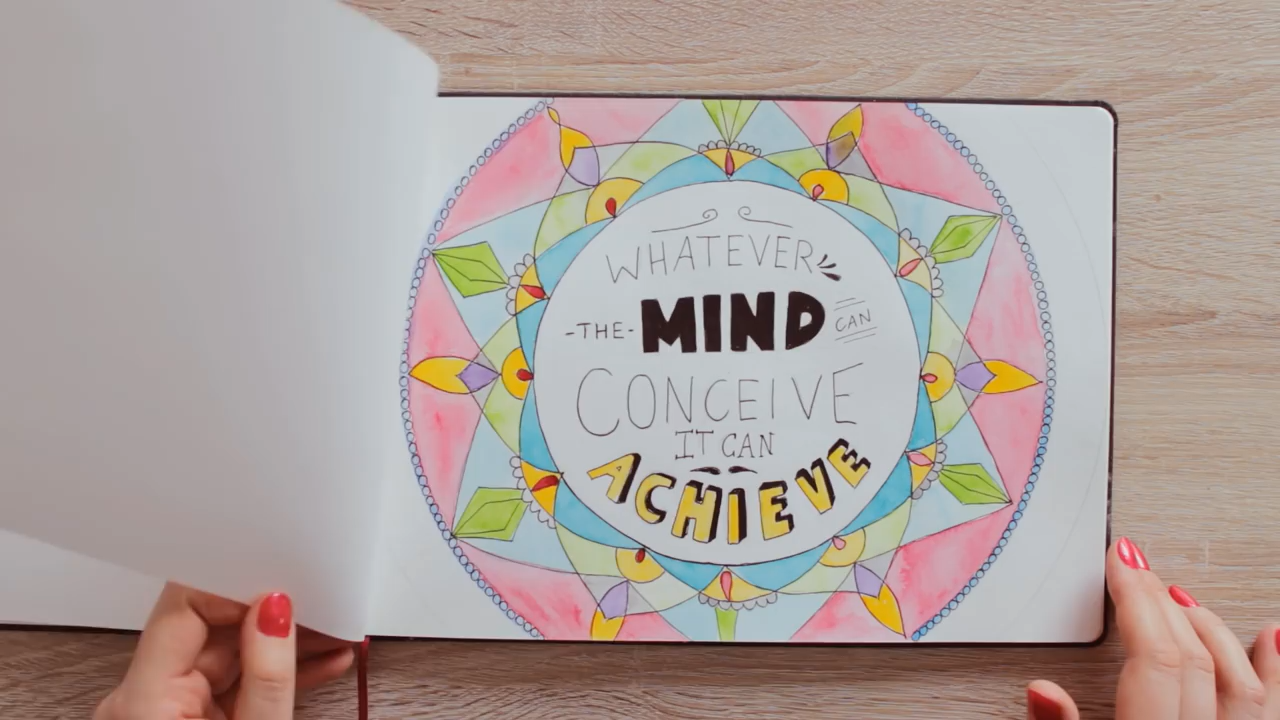 WHATEVER
-THE- MIND CAN
CONCEIVE
IT CAN
ACHIEVE